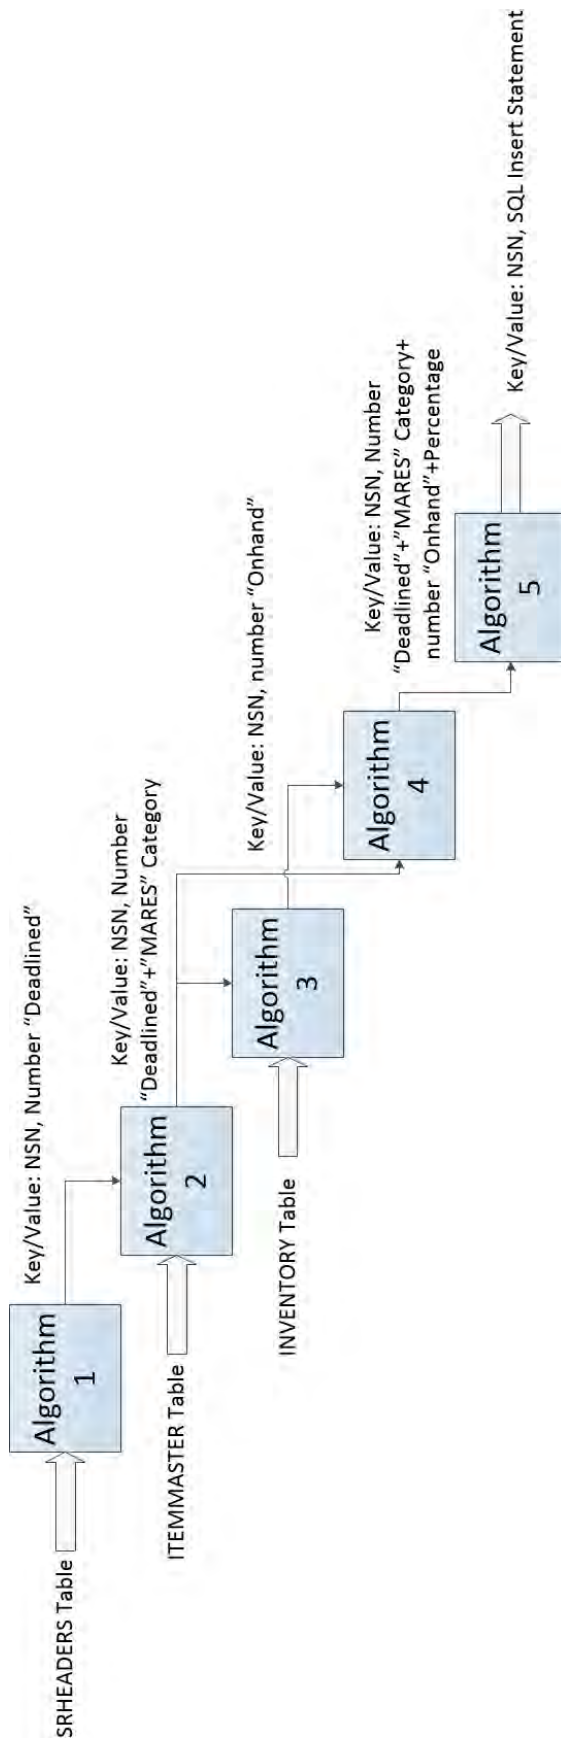 SRHEADERS Table
Algorithm
1
Key/Value: NSN, Number “Deadlined”
ITEMMASTER Table
Algorithm
2
Key/Value: NSN, Number
“Deadlined”+”MARES” Category
INVENTORY Table
Algorithm
3
Key/Value: NSN, number “Onhand”
Algorithm
4
Key/Value: NSN, Number
“Deadlined”+”MARES” Category+
number “Onhand”+Percentage
Algorithm
5
Key/Value: NSN, SQL Insert Statement